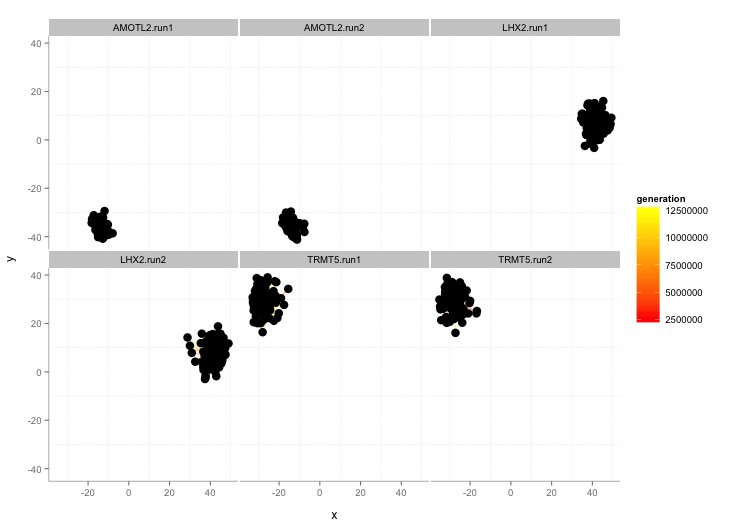 AMOTL2.run1 AMOTL2.run2 LHX2.run1
40
20
0
-20
-40
generation
12500000
10000000
7500000
5000000
2500000
y
LHX2.run2 TRMT5.run1 TRMT5.run2
40
20
0
-20
-40
-20 0 20 40 -20 0 20 40 -20 0 20 40
x